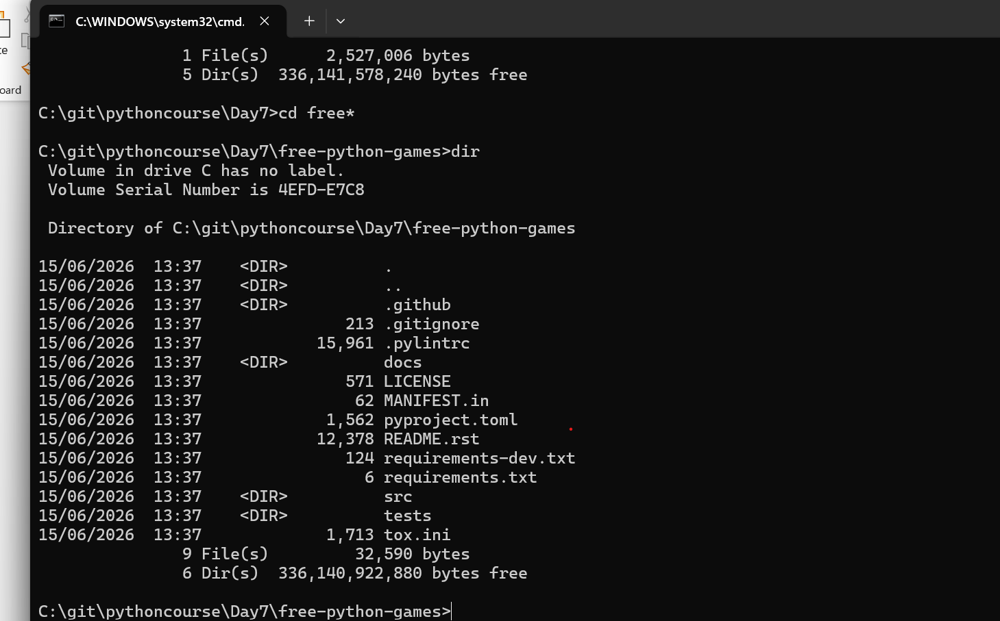 C:\WINDOWS\system32\cmd.
1 File(s) 2,527,006 bytes
5 Dir(s) 336,141,578,240 bytes free
C:\git\pythoncourse\Day7>cd free*
C:\git\pythoncourse\Day7\free-python-games>dir
Volume in drive C has no label.
Volume Serial Number is 4EFD-E7C8
Directory of C:\git\pythoncourse\Day7\free-python-games
15/06/2026 13:37 <DIR> .
15/06/2026 13:37 <DIR> ..
15/06/2026 13:37 <DIR> .github
15/06/2026 13:37 213 .gitignore
15/06/2026 13:37 15,961 .pylintrc
15/06/2026 13:37 <DIR> docs
15/06/2026 13:37 571 LICENSE
15/06/2026 13:37 62 MANIFEST.in
15/06/2026 13:37 1,562 pyproject.toml
15/06/2026 13:37 12,378 README.rst
15/06/2026 13:37 124 requirements-dev.txt
15/06/2026 13:37 6 requirements.txt
15/06/2026 13:37 <DIR> src
15/06/2026 13:37 <DIR> tests
15/06/2026 13:37 1,713 tox.ini
9 File(s) 32,590 bytes
6 Dir(s) 336,140,922,880 bytes free
C:\git\pythoncourse\Day7\free-python-games>